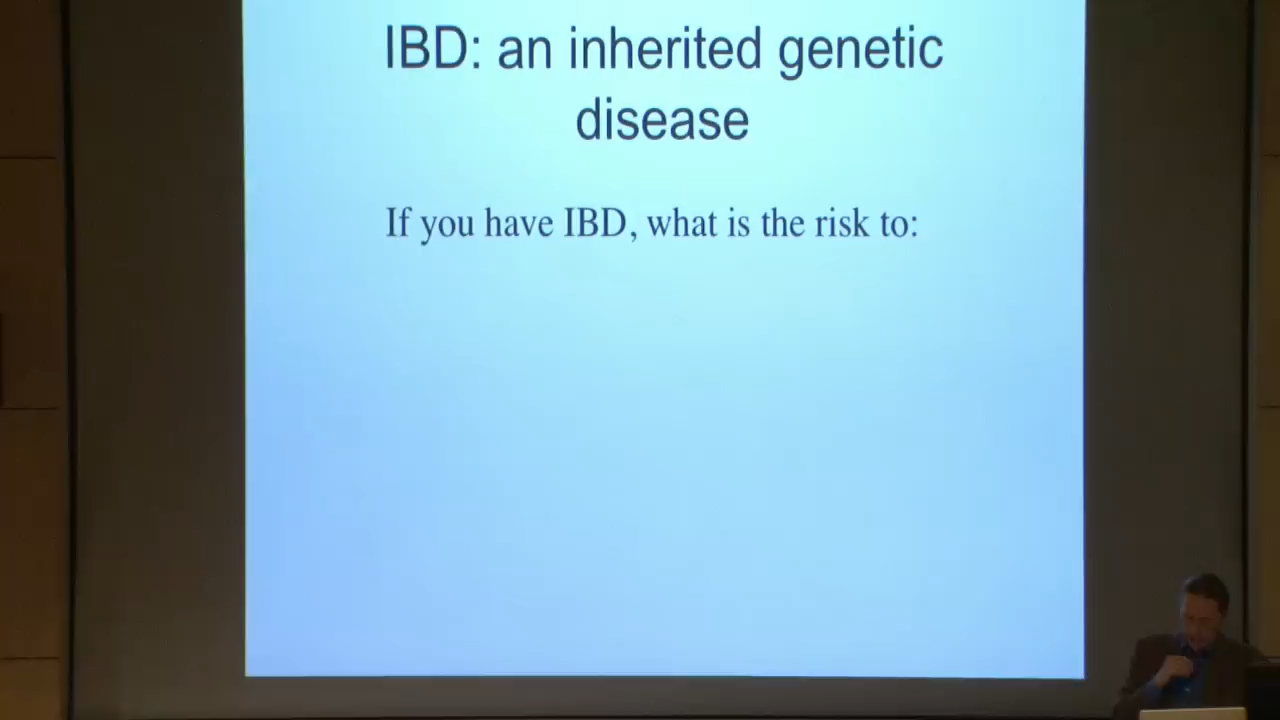 IBD: an inherited genetic
disease
If you have IBD, what is the risk to: